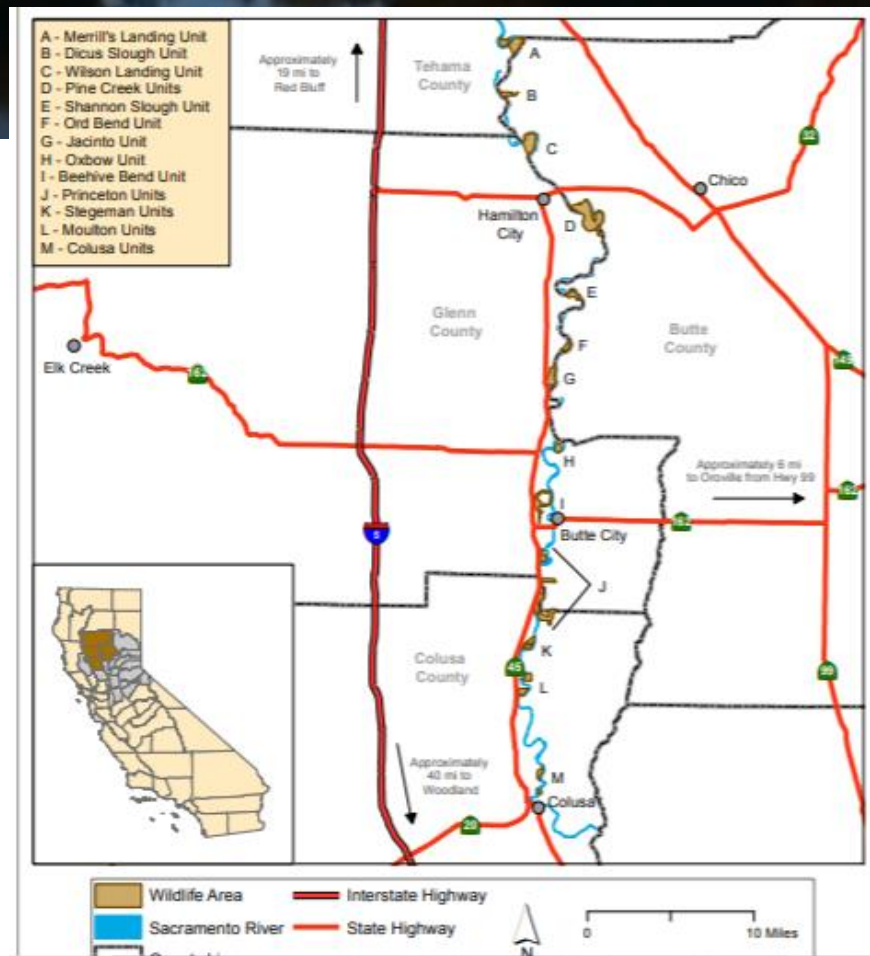 A - Merrill's Landing Unit
B - Dicus Slough Unit
C - Wilson Landing Unit
D - Pine Creek Units
E - Shannon Slough Unit
F - Ord Bend Unit
G - Jacinto Unit
H - Oxbow Unit
I - Beehive Bend Unit
J - Princeton Units
K - Stegeman Units
L - Moulton Units
M - Colusa Units
Approximately
19 mi to
Red Bluff
Tehama
County
A
B
C
32
Chico
Hamilton
City
D
E
Glenn
County
Butte
County
F
G
Elk Creek
162
149
H
Approximately 6 mi
to Oroville from Hwy 99
162
I
5
Butte City
162
J
K
Colusa
County
45
L
99
Approximately
40 mi to
Woodland
M
Colusa
20
Wildlife Area
Interstate Highway
Sacramento River
State Highway
N
0
10 Miles